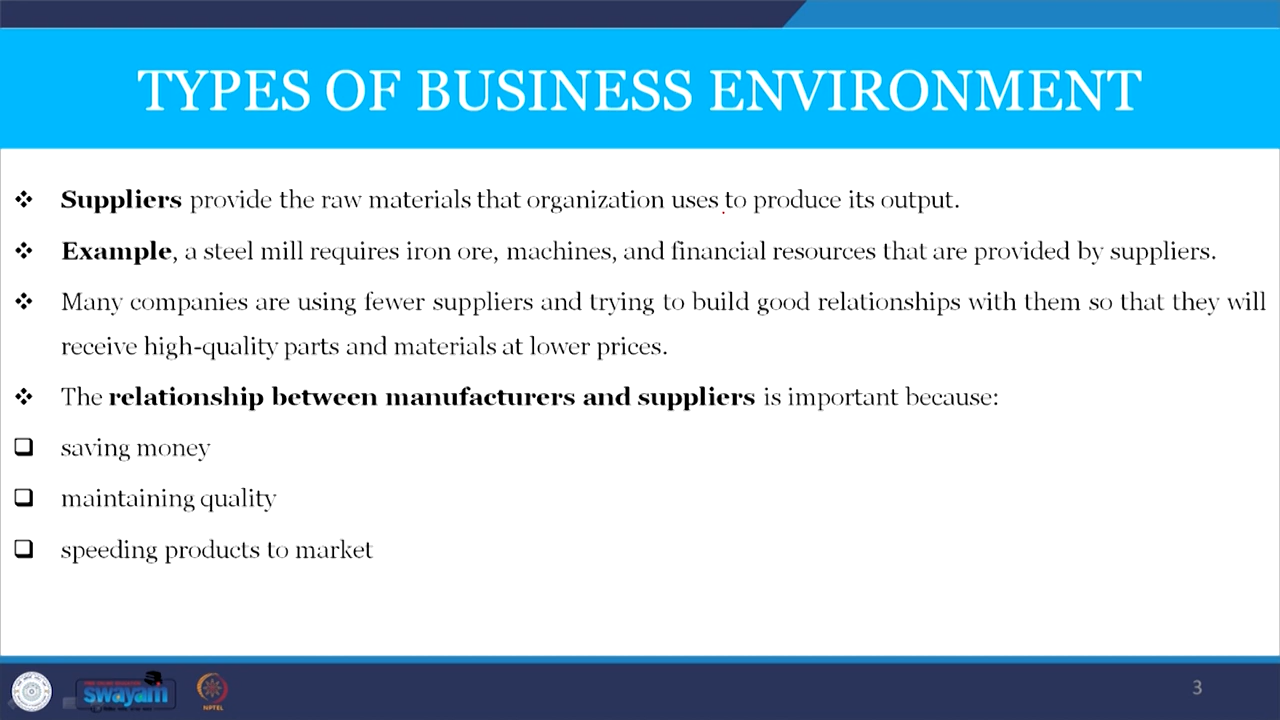 TYPES OF BUSINESS ENVIRONMENT
Suppliers provide the raw materials that organization uses to produce its output.
Example, a steel mill requires iron ore, machines, and financial resources that are provided by suppliers.
Many companies are using fewer suppliers and trying to build good relationships with them so that they will
receive high-quality parts and materials at lower prices.
The relationship between manufacturers and suppliers is important because:
saving money
maintaining quality
speeding products to market
swayam
NPTEL
3